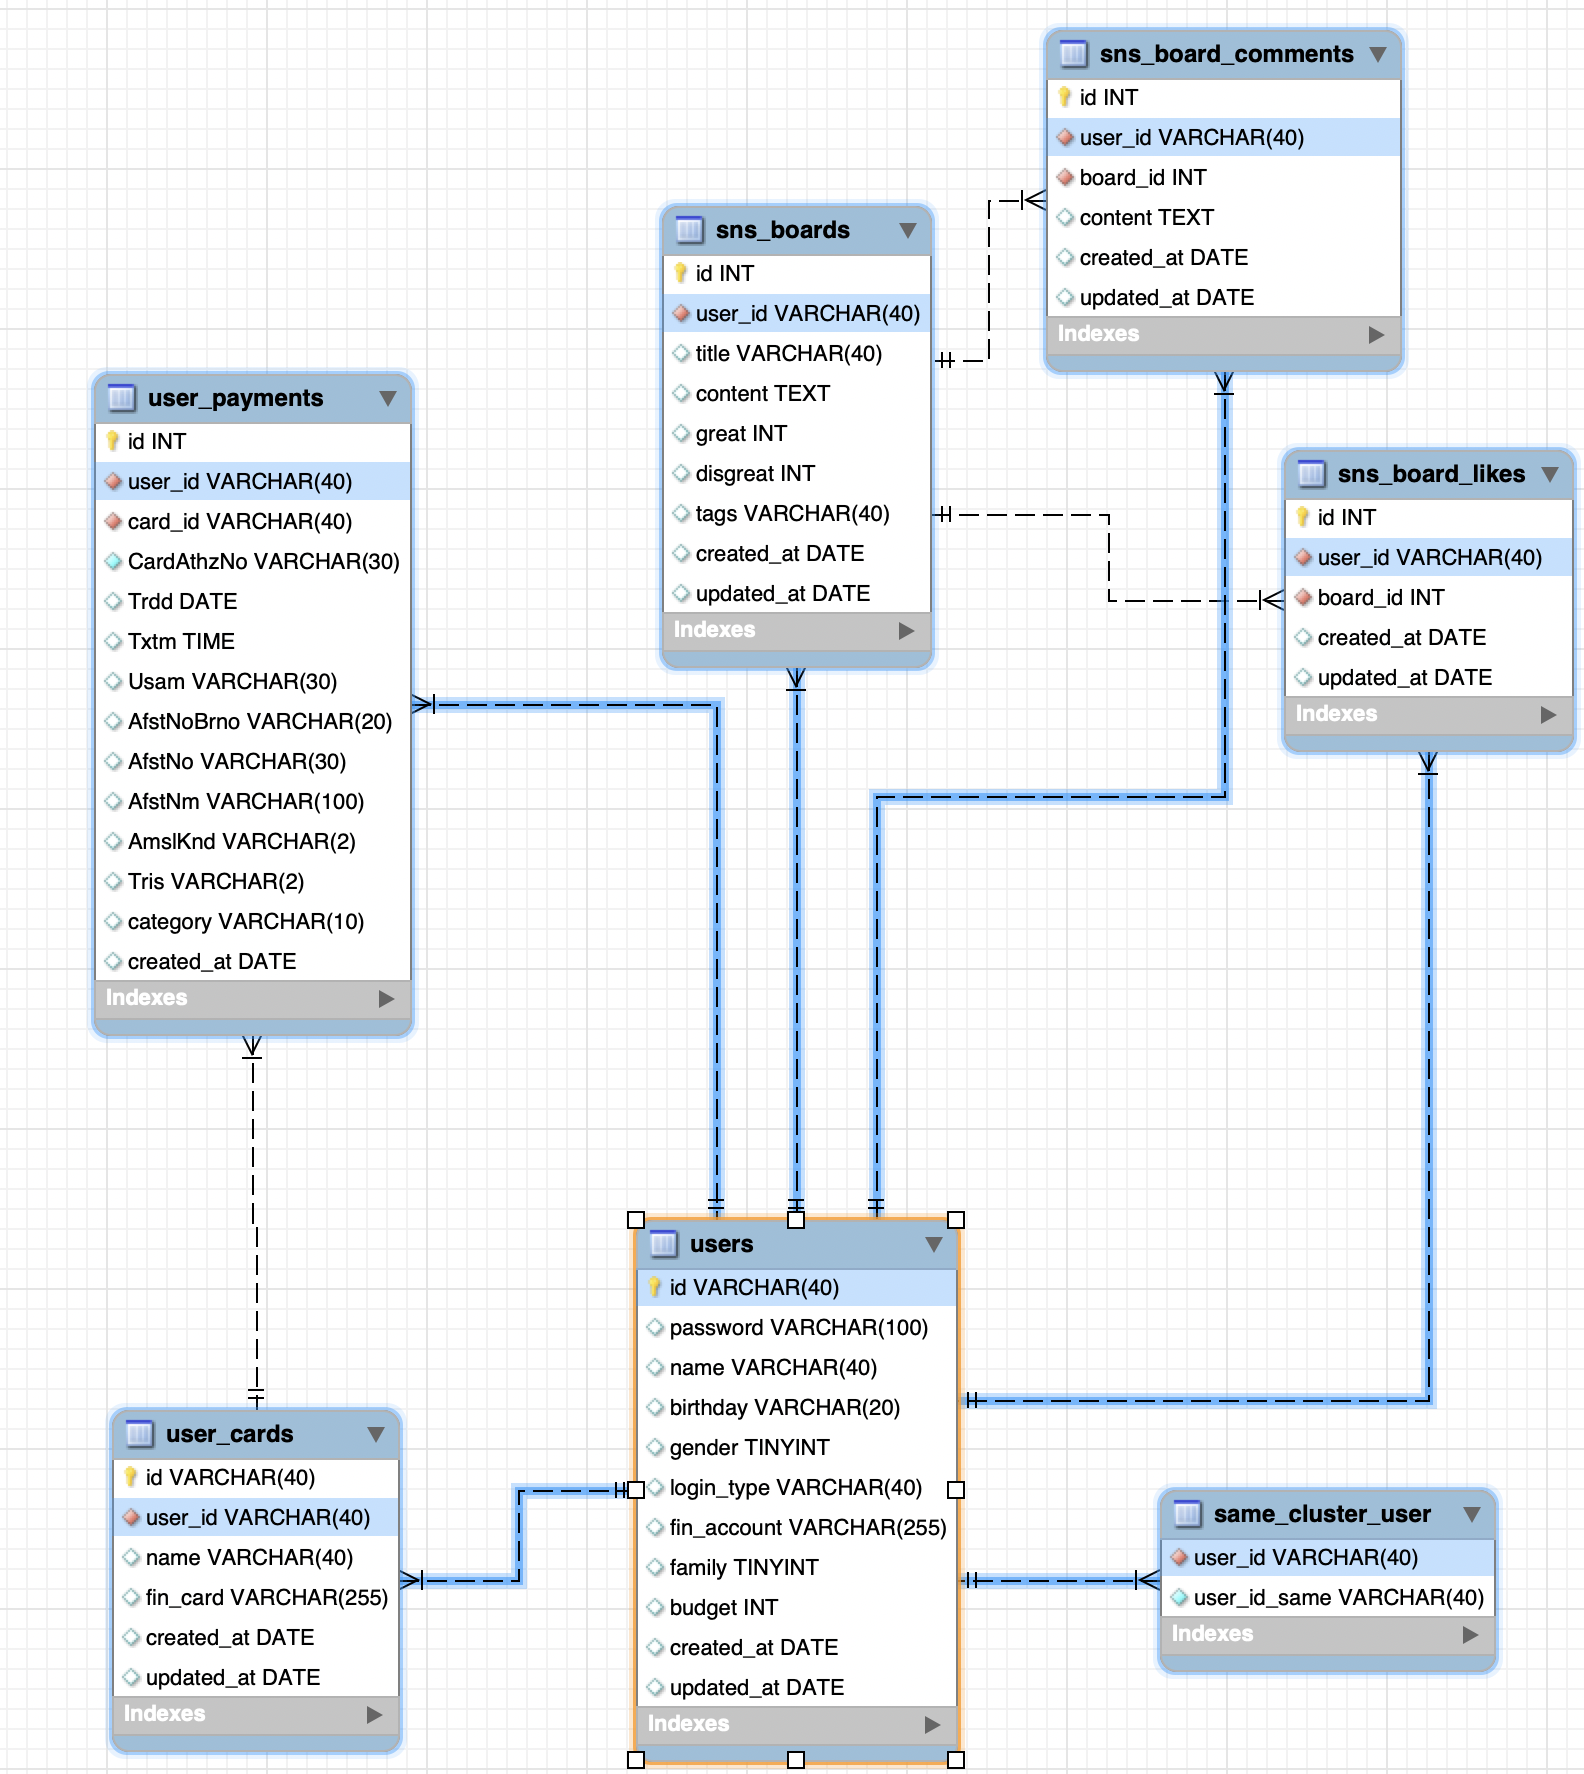 sns_board_comments
id INT
user_id VARCHAR(40)
board_id INT
content TEXT
created_at DATE
updated_at DATE
Indexes
sns_boards
id INT
user_id VARCHAR(40)
title VARCHAR(40)
content TEXT
great INT
disgreat INT
tags VARCHAR(40)
created_at DATE
updated_at DATE
Indexes
user_payments
id INT
user_id VARCHAR(40)
card_id VARCHAR(40)
CardAthzNo VARCHAR(30)
Trdd DATE
Txtm TIME
Usam VARCHAR(30)
AfstNoBrno VARCHAR(20)
AfstNo VARCHAR(30)
AfstNm VARCHAR(100)
AmslKnd VARCHAR(2)
Tris VARCHAR(2)
category VARCHAR(10)
created_at DATE
Indexes
sns_board_likes
id INT
user_id VARCHAR(40)
board_id INT
created_at DATE
updated_at DATE
Indexes
users
id VARCHAR(40)
password VARCHAR(100)
name VARCHAR(40)
birthday VARCHAR(20)
gender TINYINT
login_type VARCHAR(40)
fin_account VARCHAR(255)
family TINYINT
budget INT
created_at DATE
updated_at DATE
Indexes
user_cards
id VARCHAR(40)
user_id VARCHAR(40)
name VARCHAR(40)
fin_card VARCHAR(255)
created_at DATE
updated_at DATE
Indexes
same_cluster_user
user_id VARCHAR(40)
user_id_same VARCHAR(40)
Indexes